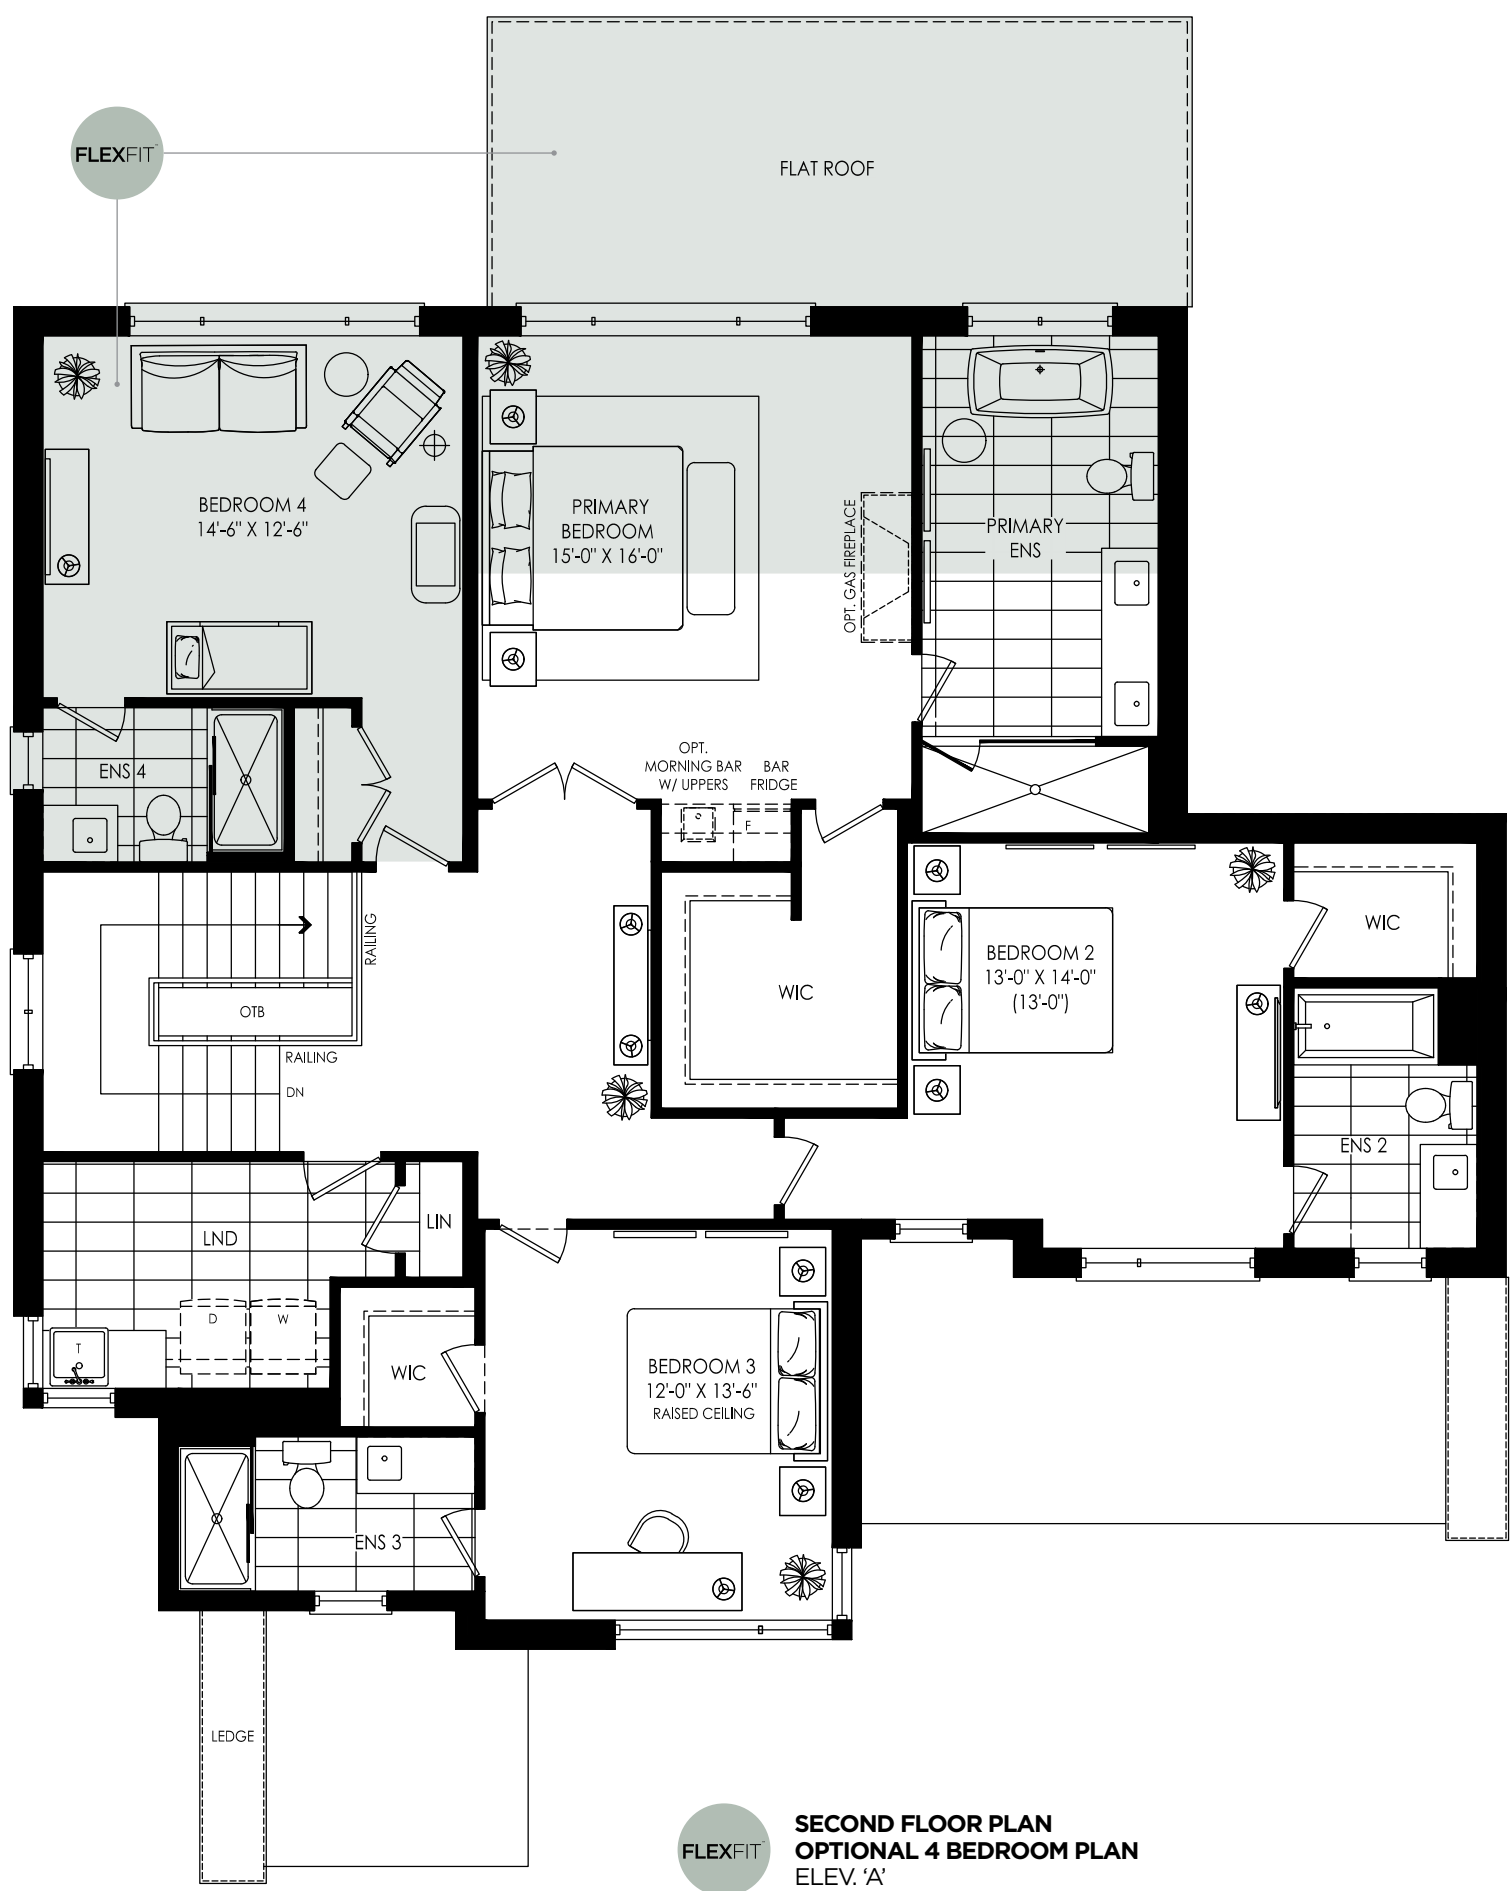 FLAT ROOF
FLEXFIT™
BEDROOM 4
14'-6" X 12'-6"
PRIMARY
BEDROOM
15'-0" X 16'-0"
OPT. GAS FIREPLACE
PRIMARY
ENS
ENS 4
OPT.
MORNING BAR
W/ UPPERS
BAR
FRIDGE
F
RAILING
OTB
RAILING
DN
WIC
BEDROOM 2
13'-0" X 14'-0"
(13'-0")
WIC
ENS 2
LND
LIN
D
W
T
WIC
BEDROOM 3
12'-0" X 13'-6"
RAISED CEILING
ENS 3
LEDGE
FLEXFIT™
SECOND FLOOR PLAN
OPTIONAL 4 BEDROOM PLAN
ELEV. ‘A’